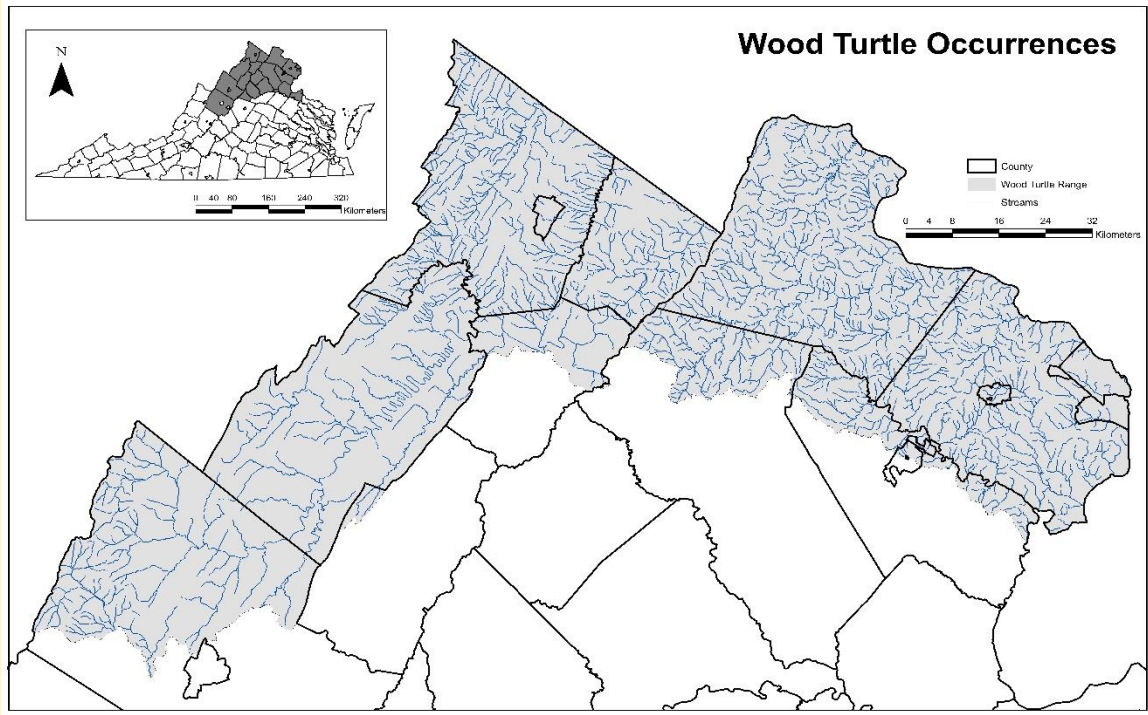 Wood Turtle Occurrences
N
0 40 80 160 240 320
Kilometers
County
Wood Turtle Range
Streams
0 4 8 16 24 32
Kilometers